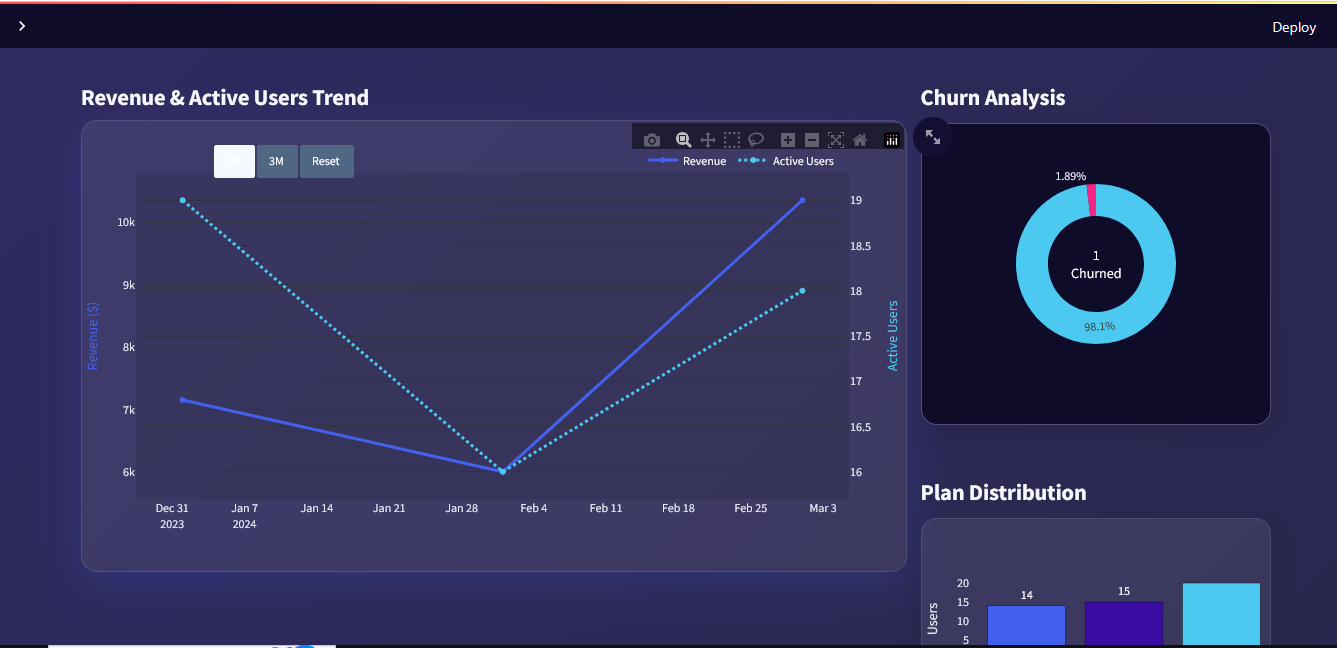 Deploy
Revenue & Active Users Trend
3M
Reset
Revenue
Active Users
10k
9k
8k
7k
6k
Revenue ($)
19
18.5
18
17.5
17
16.5
16
Active Users
Dec 31
2023
Jan 7
2024
Jan 14
Jan 21
Jan 28
Feb 4
Feb 11
Feb 18
Feb 25
Mar 3
Churn Analysis
1.89%
1
Churned
98.1%
Plan Distribution
20
15
10
5
Users
14
15